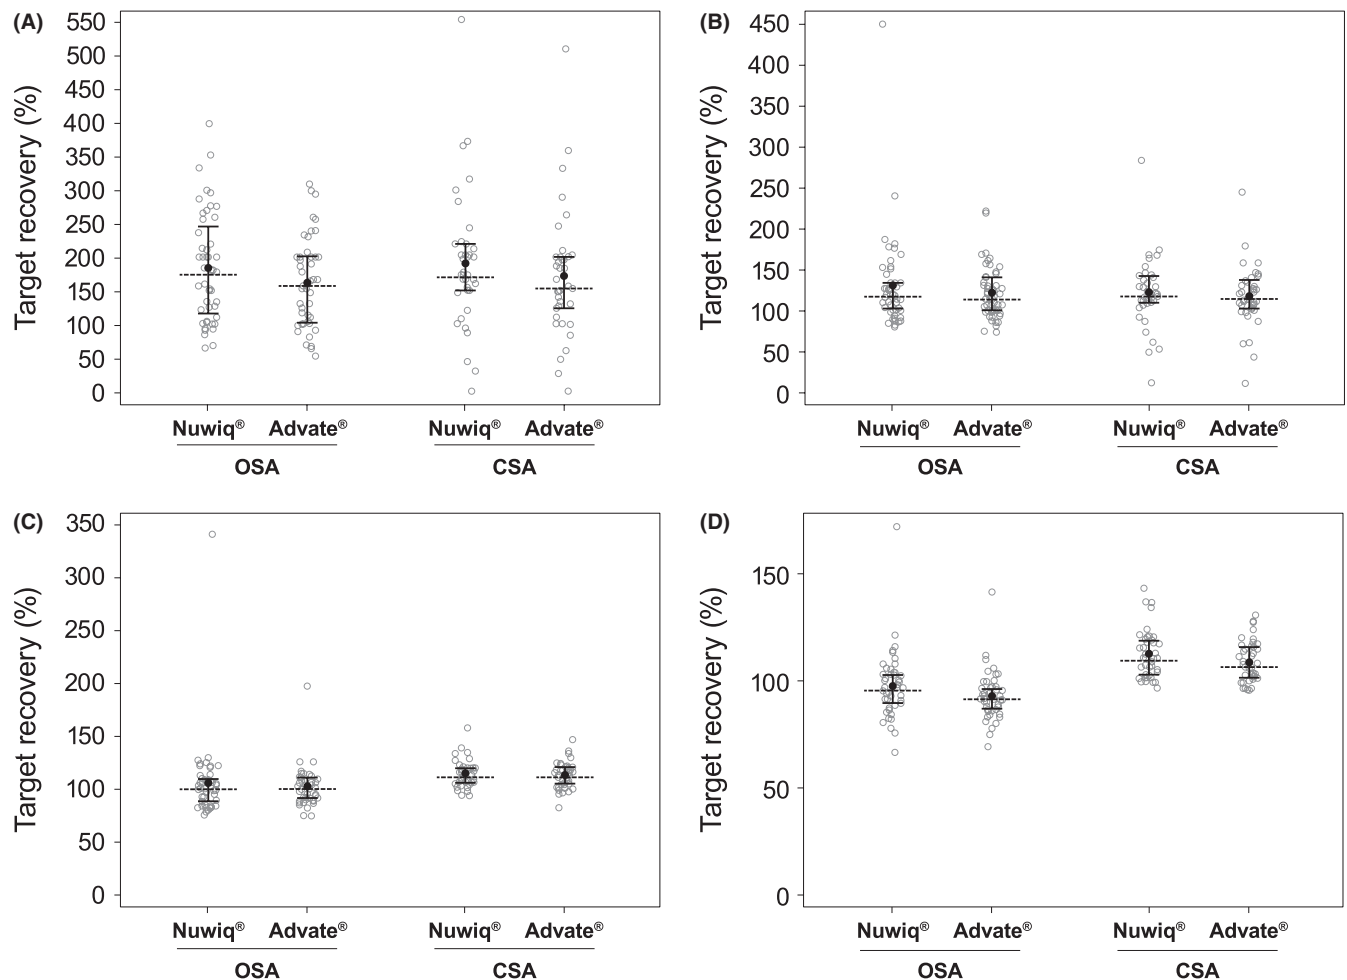 (A)
Target recovery (%)
550
500
450
400
350
300
250
200
150
100
50
0
Nuwiq® Advate® Nuwiq® Advate®
OSA CSA
(B)
Target recovery (%)
450
400
350
300
250
200
150
100
50
0
Nuwiq® Advate® Nuwiq® Advate®
OSA CSA
(C)
Target recovery (%)
350
300
250
200
150
100
50
0
Nuwiq® Advate® Nuwiq® Advate®
OSA CSA
(D)
Target recovery (%)
150
100
50
0
Nuwiq® Advate® Nuwiq® Advate®
OSA CSA